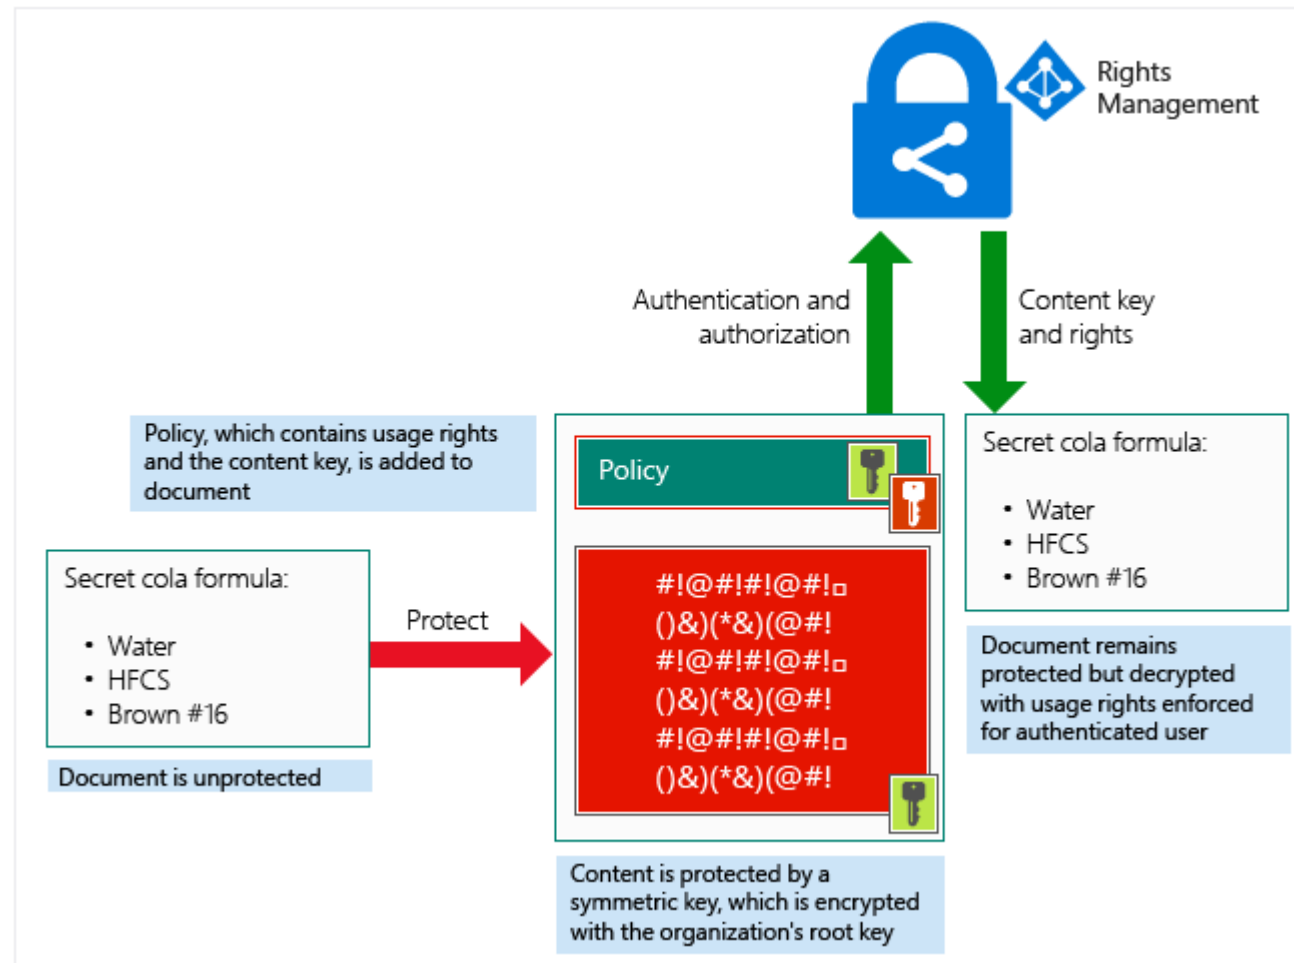 Rights
Management
Authentication and
authorization
Content key
and rights
Policy, which contains usage rights
and the content key, is added to
document
Policy
Secret cola formula:
• Water
• HFCS
• Brown #16
Secret cola formula:
• Water
• HFCS
• Brown #16
Protect
#!@#!#!@#!▯
()&)(*&)(@#!
#!@#!#!@#!▯
()&)(*&)(@#!
#!@#!#!@#!▯
()&)(*&)(@#!
Document remains
protected but decrypted
with usage rights enforced
for authenticated user
Document is unprotected
Content is protected by a
symmetric key, which is encrypted
with the organization's root key